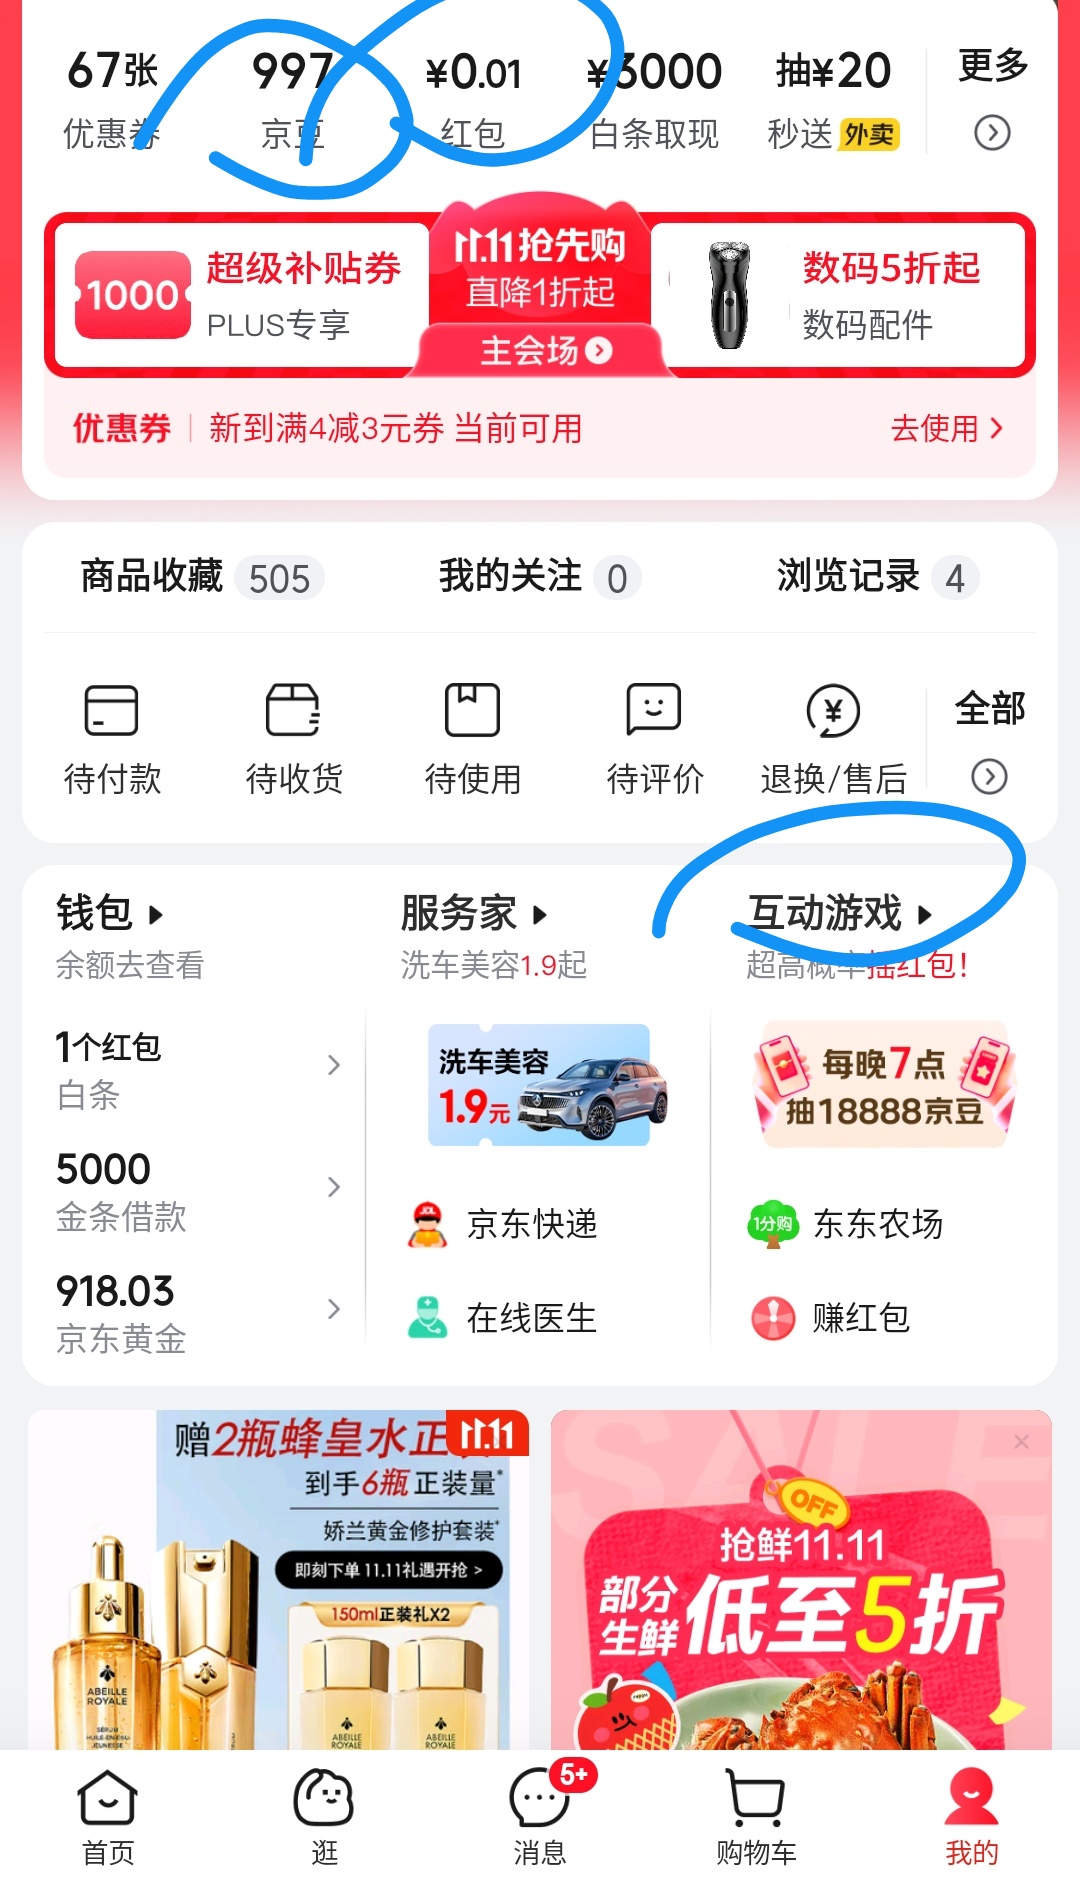 67张 997 ¥0.01 ¥3000 抽¥20 更多
优惠券 京豆 红包 白条取现 秒送 外卖
1000 超级补贴券 11.11抢先购 数码5折起
PLUS专享 直降1折起 数码配件
主会场
优惠券 新到满4减3元券 当前可用 去使用
商品收藏 505 我的关注 0 浏览记录 4
待付款 待收货 待使用 待评价 退换/售后 全部
钱包 服务家 互动游戏
余额去查看 洗车美容1.9起 超高概率摇红包!
1个红包
白条
洗车美容
1.9元
每晚7点
抽18888京豆
5000
金条借款
JDL 京东快递
1分购 东东农场
918.03
京东黄金
在线医生
赚红包
赠2瓶蜂皇水正 11.11
到手6瓶正装量*
娇兰黄金修护套装*
即刻下单 11.11礼遇开抢 >
150ml正装礼X2
ABEILLE
ROYALE
ABEILLE
ROYALE
ABEILLE
ROYALE
SALE
OFF
抢鲜11.11
部分
生鲜 低至5折
首页 逛 消息 5+ 购物车 我的